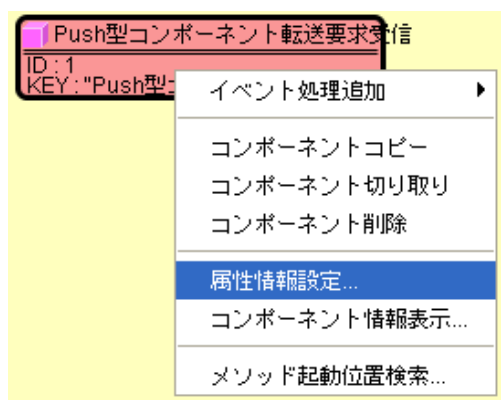 Push型コンポーネント転送要求受信
ID：1
KEY："Push型コ
イベント処理追加
コンポーネントコピー
コンポーネント切り取り
コンポーネント削除
属性情報設定...
コンポーネント情報表示...
メソッド起動位置検索...